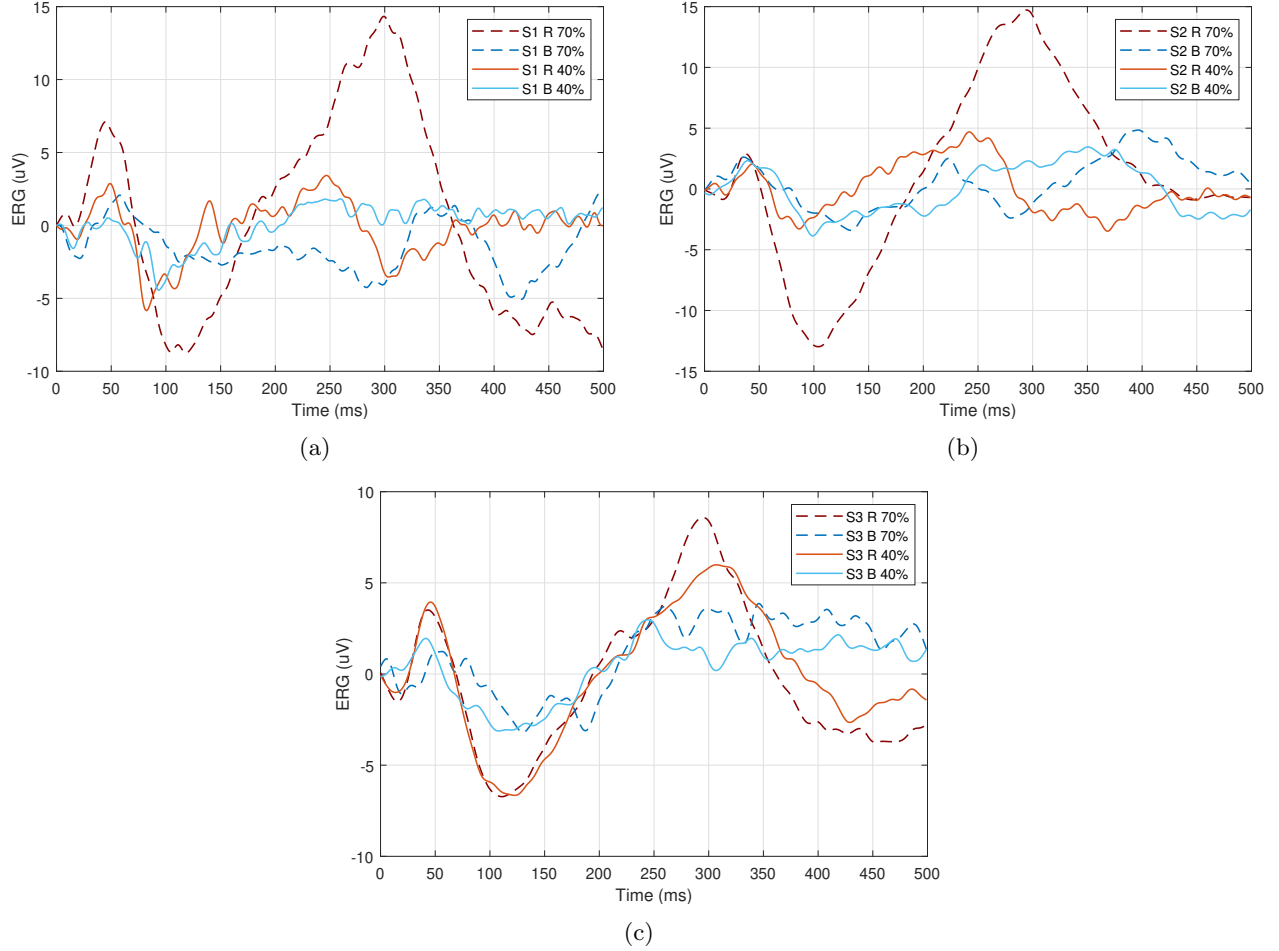 15
10
5
0
-5
-10
ERG (uV)
0 50 100 150 200 250 300 350 400 450 500
Time (ms)
S1 R 70%
S1 B 70%
S1 R 40%
S1 B 40%
(a)
15
10
5
0
-5
-10
-15
ERG (uV)
0 50 100 150 200 250 300 350 400 450 500
Time (ms)
S2 R 70%
S2 B 70%
S2 R 40%
S2 B 40%
(b)
10
5
0
-5
-10
ERG (uV)
0 50 100 150 200 250 300 350 400 450 500
Time (ms)
S3 R 70%
S3 B 70%
S3 R 40%
S3 B 40%
(c)